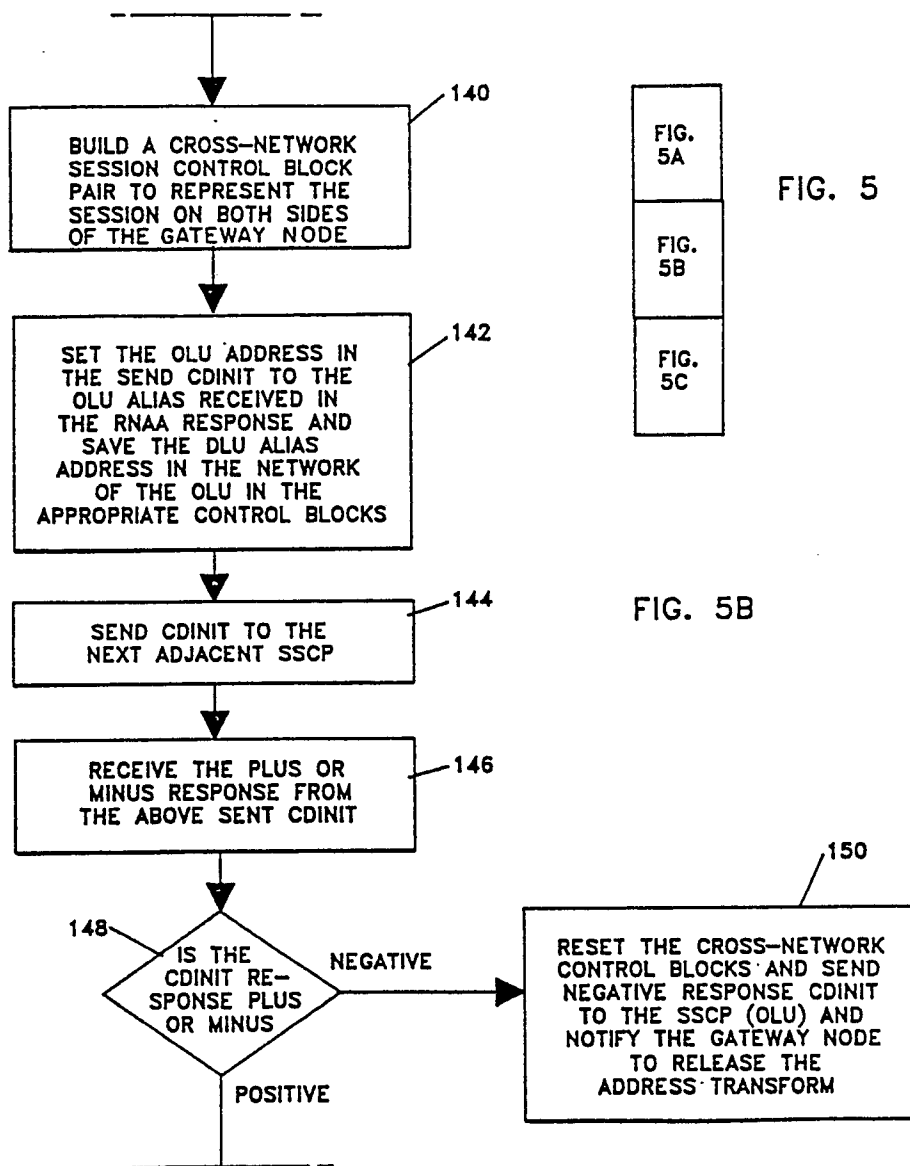 140
BUILD A CROSS-NETWORK
SESSION CONTROL BLOCK
PAIR TO REPRESENT THE
SESSION ON BOTH SIDES
OF THE GATEWAY NODE
FIG.
5A
FIG.
5B
FIG.
5C
FIG. 5
142
SET THE OLU ADDRESS IN
THE SEND CDINIT TO THE
OLU ALIAS RECEIVED IN
THE RNAA RESPONSE AND
SAVE THE DLU ALIAS
ADDRESS IN THE NETWORK
OF THE OLU IN THE
APPROPRIATE CONTROL BLOCKS
144
SEND CDINIT TO THE
NEXT ADJACENT SSCP
FIG. 5B
146
RECEIVE THE PLUS OR
MINUS RESPONSE FROM
THE ABOVE SENT CDINIT
148
IS THE
CDINIT RE-
SPONSE PLUS
OR MINUS
NEGATIVE
POSITIVE
150
RESET THE CROSS-NETWORK
CONTROL BLOCKS AND SEND
NEGATIVE RESPONSE CDINIT
TO THE SSCP (OLU) AND
NOTIFY THE GATEWAY NODE
TO RELEASE THE
ADDRESS TRANSFORM